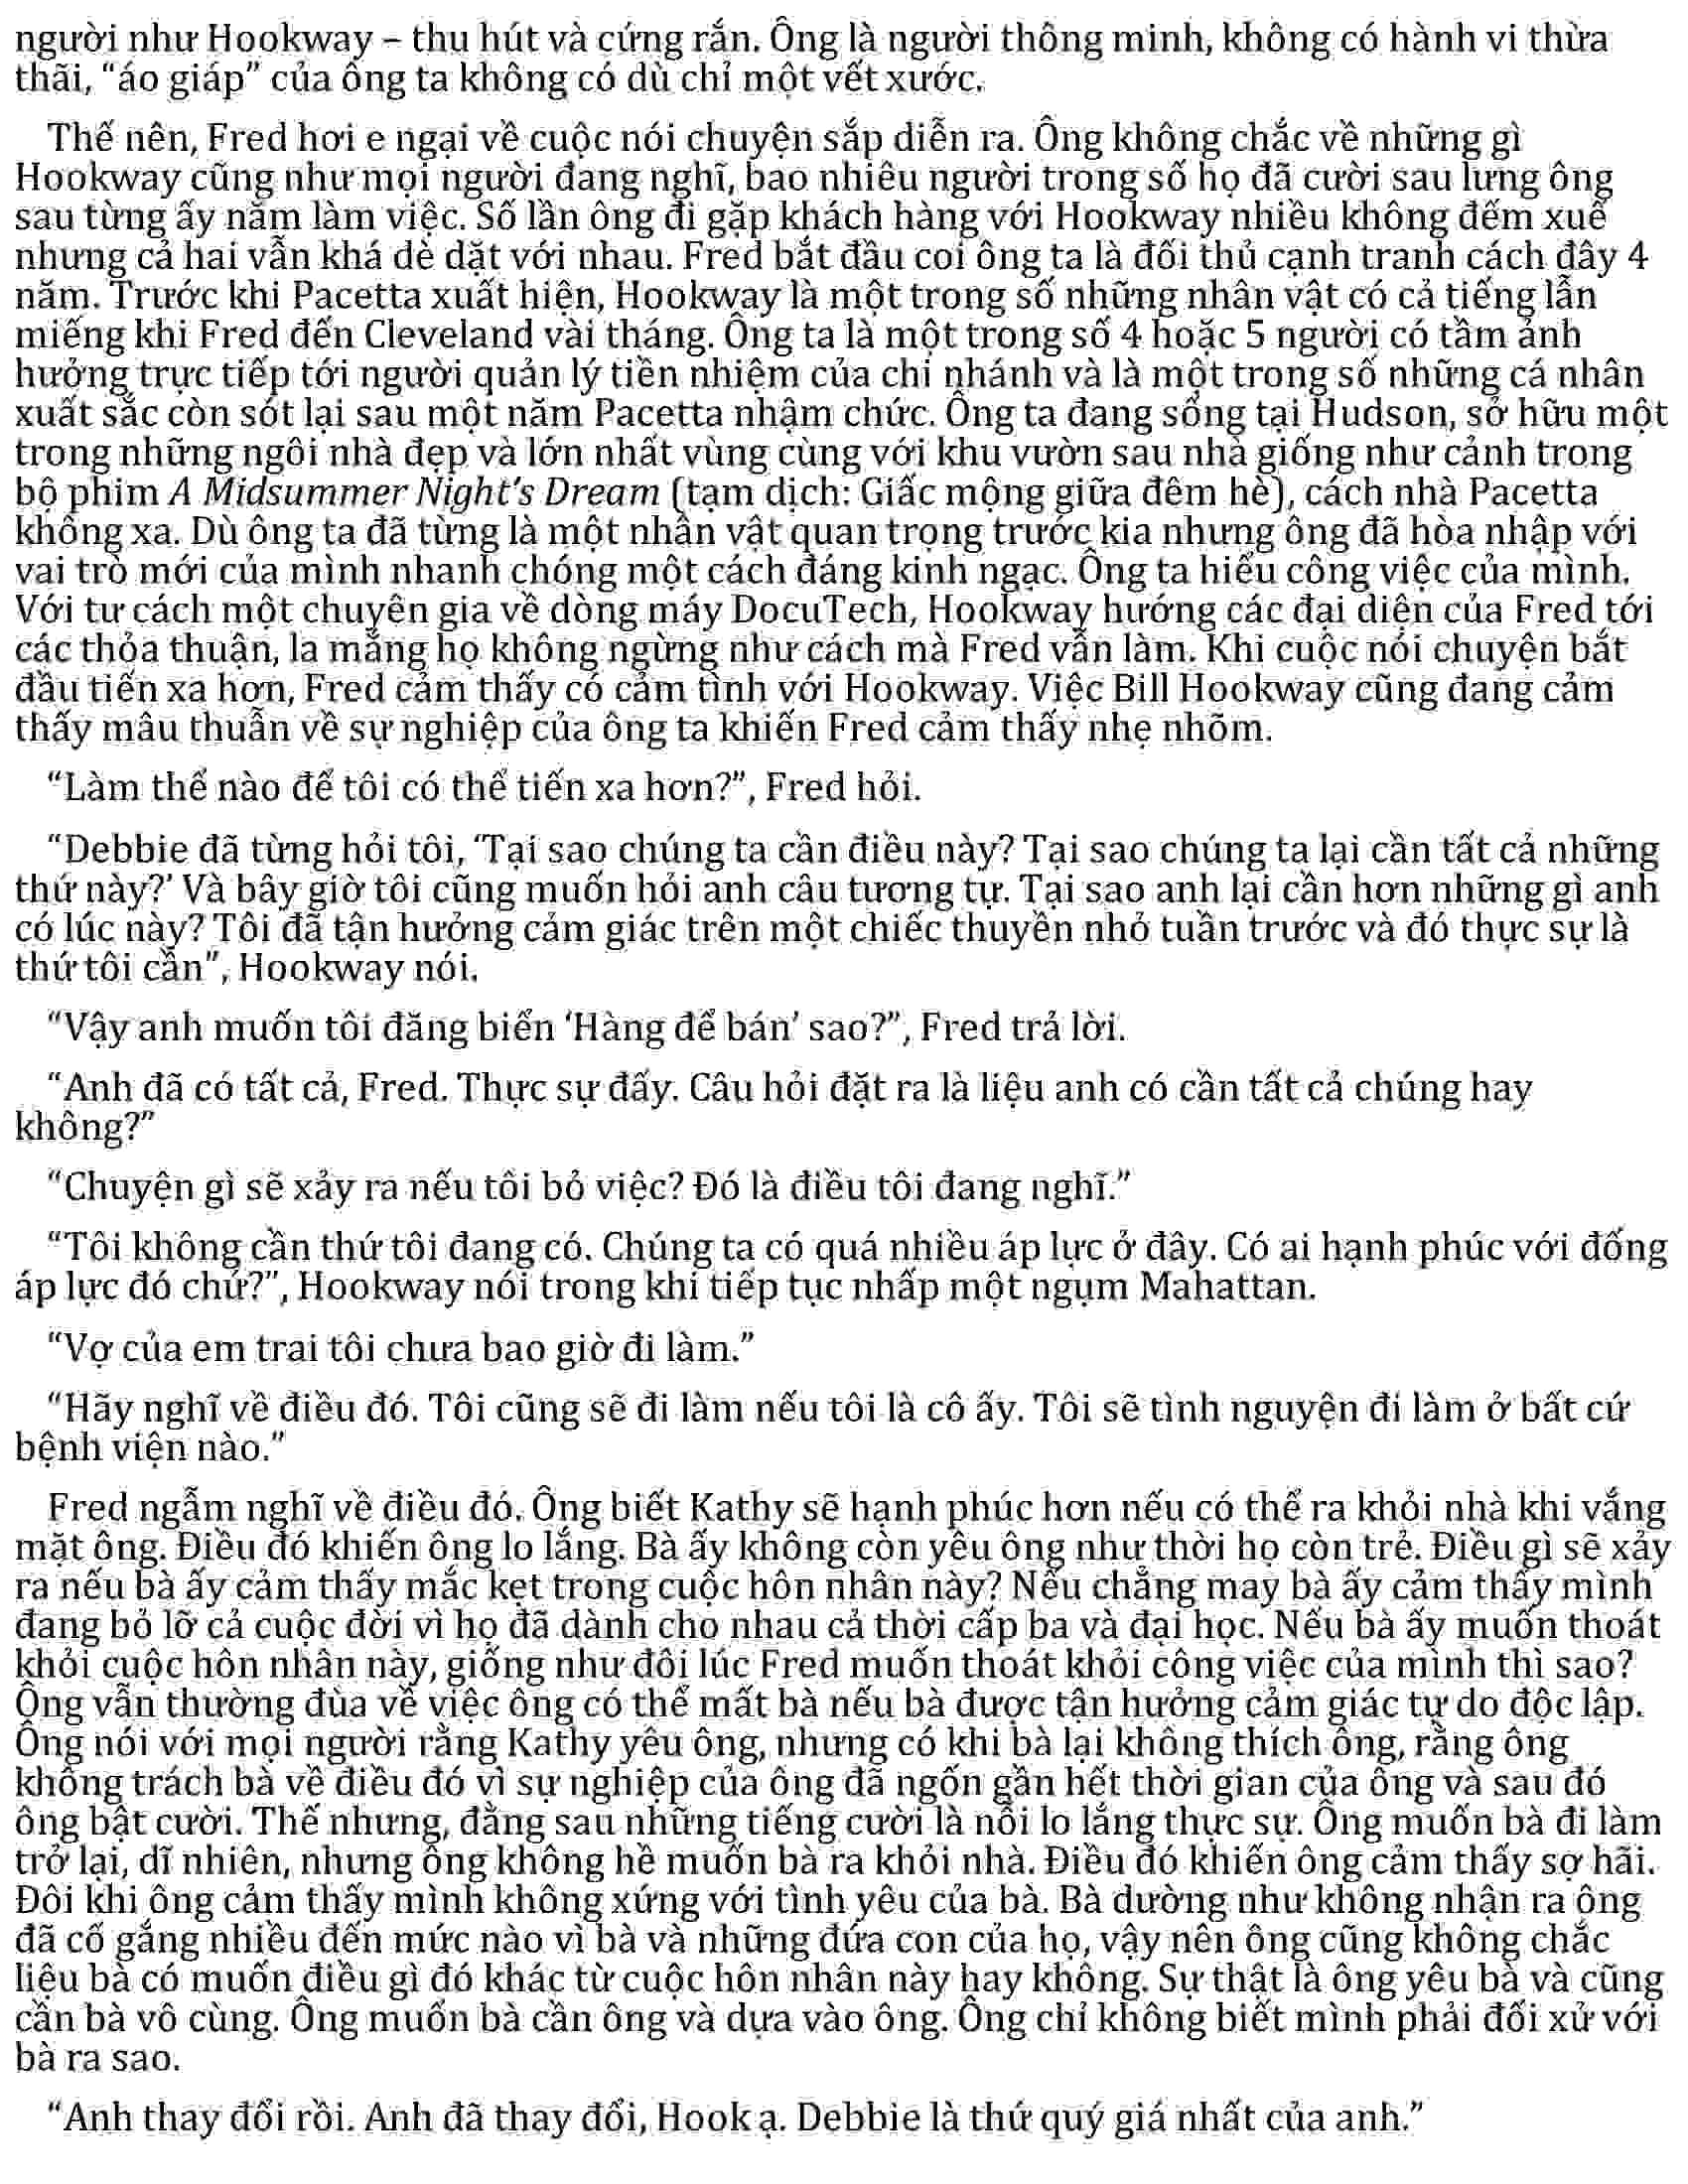 người như Hookway – thu hút và cứng rắn. Ông là người thông minh, không có hành vi thừa
thãi, “áo giáp” của ông ta không có dù chỉ một vết xước.
Thế nên, Fred hơi e ngại về cuộc nói chuyện sắp diễn ra. Ông không chắc về những gì
Hookway cũng như mọi người đang nghĩ, bao nhiêu người trong số họ đã cười sau lưng ông
sau từng ấy năm làm việc. Số lần ông đi gặp khách hàng với Hookway nhiều không đếm xuể
nhưng cả hai vẫn khá dè dặt với nhau. Fred bắt đầu coi ông ta là đối thủ cạnh tranh cách đây 4
năm. Trước khi Pacetta xuất hiện, Hookway là một trong số những nhân vật có cả tiếng lẫn
miếng khi Fred đến Cleveland vài tháng. Ông ta là một trong số 4 hoặc 5 người có tầm ảnh
hưởng trực tiếp tới người quản lý tiền nhiệm của chi nhánh và là một trong số những cá nhân
xuất sắc còn sót lại sau một năm Pacetta nhậm chức. Ông ta đang sống tại Hudson, sở hữu một
trong những ngôi nhà đẹp và lớn nhất vùng cùng với khu vườn sau nhà giống như cảnh trong
bộ phim A Midsummer Night’s Dream (tạm dịch: Giấc mộng giữa đêm hè), cách nhà Pacetta
không xa. Dù ông ta đã từng là một nhân vật quan trọng trước kia nhưng ông đã hòa nhập với
vai trò mới của mình nhanh chóng một cách đáng kinh ngạc. Ông ta hiểu công việc của mình.
Với tư cách một chuyên gia về dòng máy DocuTech, Hookway hướng các đại diện của Fred tới
các thỏa thuận, la mắng họ không ngừng như cách mà Fred vẫn làm. Khi cuộc nói chuyện bắt
đầu tiến xa hơn, Fred cảm thấy có cảm tình với Hookway. Việc Bill Hookway cũng đang cảm
thấy mâu thuẫn về sự nghiệp của ông ta khiến Fred cảm thấy nhẹ nhõm.
“Làm thế nào để tôi có thể tiến xa hơn?”, Fred hỏi.
“Debbie đã từng hỏi tôi, ‘Tại sao chúng ta cần điều này? Tại sao chúng ta lại cần tất cả những
thứ này?’ Và bây giờ tôi cũng muốn hỏi anh câu tương tự. Tại sao anh lại cần hơn những gì anh
có lúc này? Tôi đã tận hưởng cảm giác trên một chiếc thuyền nhỏ tuần trước và đó thực sự là
thứ tôi cần”, Hookway nói.
“Vậy anh muốn tôi đăng biển ‘Hàng để bán’ sao?”, Fred trả lời.
“Anh đã có tất cả, Fred. Thực sự đấy. Câu hỏi đặt ra là liệu anh có cần tất cả chúng hay
không?”
“Chuyện gì sẽ xảy ra nếu tôi bỏ việc? Đó là điều tôi đang nghĩ.”
“Tôi không cần thứ tôi đang có. Chúng ta có quá nhiều áp lực ở đây. Có ai hạnh phúc với đống
áp lực đó chứ?”, Hookway nói trong khi tiếp tục nhấp một ngụm Mahattan.
“Vợ của em trai tôi chưa bao giờ đi làm.”
“Hãy nghĩ về điều đó. Tôi cũng sẽ đi làm nếu tôi là cô ấy. Tôi sẽ tình nguyện đi làm ở bất cứ
bệnh viện nào.”
Fred ngẫm nghĩ về điều đó. Ông biết Kathy sẽ hạnh phúc hơn nếu có thể ra khỏi nhà khi vắng
mặt ông. Điều đó khiến ông lo lắng. Bà ấy không còn yêu ông như thời họ còn trẻ. Điều gì sẽ xảy
ra nếu bà ấy cảm thấy mắc kẹt trong cuộc hôn nhân này? Nếu chẳng may bà ấy cảm thấy mình
đang bỏ lỡ cả cuộc đời vì họ đã dành cho nhau cả thời cấp ba và đại học. Nếu bà ấy muốn thoát
khỏi cuộc hôn nhân này, giống như đôi lúc Fred muốn thoát khỏi công việc của mình thì sao?
Ông vẫn thường đùa về việc ông có thể mất bà nếu bà được tận hưởng cảm giác tự do độc lập.
Ông nói với mọi người rằng Kathy yêu ông, nhưng có khi bà lại không thích ông, rằng ông
không trách bà về điều đó vì sự nghiệp của ông đã ngốn gần hết thời gian của ông và sau đó
ông bật cười. Thế nhưng, đằng sau những tiếng cười là nỗi lo lắng thực sự. Ông muốn bà đi làm
trở lại, dĩ nhiên, nhưng ông không hề muốn bà ra khỏi nhà. Điều đó khiến ông cảm thấy sợ hãi.
Đôi khi ông cảm thấy mình không xứng với tình yêu của bà. Bà dường như không nhận ra ông
đã cố gắng nhiều đến mức nào vì bà và những đứa con của họ, vậy nên ông cũng không chắc
liệu bà có muốn điều gì đó khác từ cuộc hôn nhân này hay không. Sự thật là ông yêu bà và cũng
cần bà vô cùng. Ông muốn bà cần ông và dựa vào ông. Ông chỉ không biết mình phải đối xử với
bà ra sao.
“Anh thay đổi rồi. Anh đã thay đổi, Hook ạ. Debbie là thứ quý giá nhất của anh.”